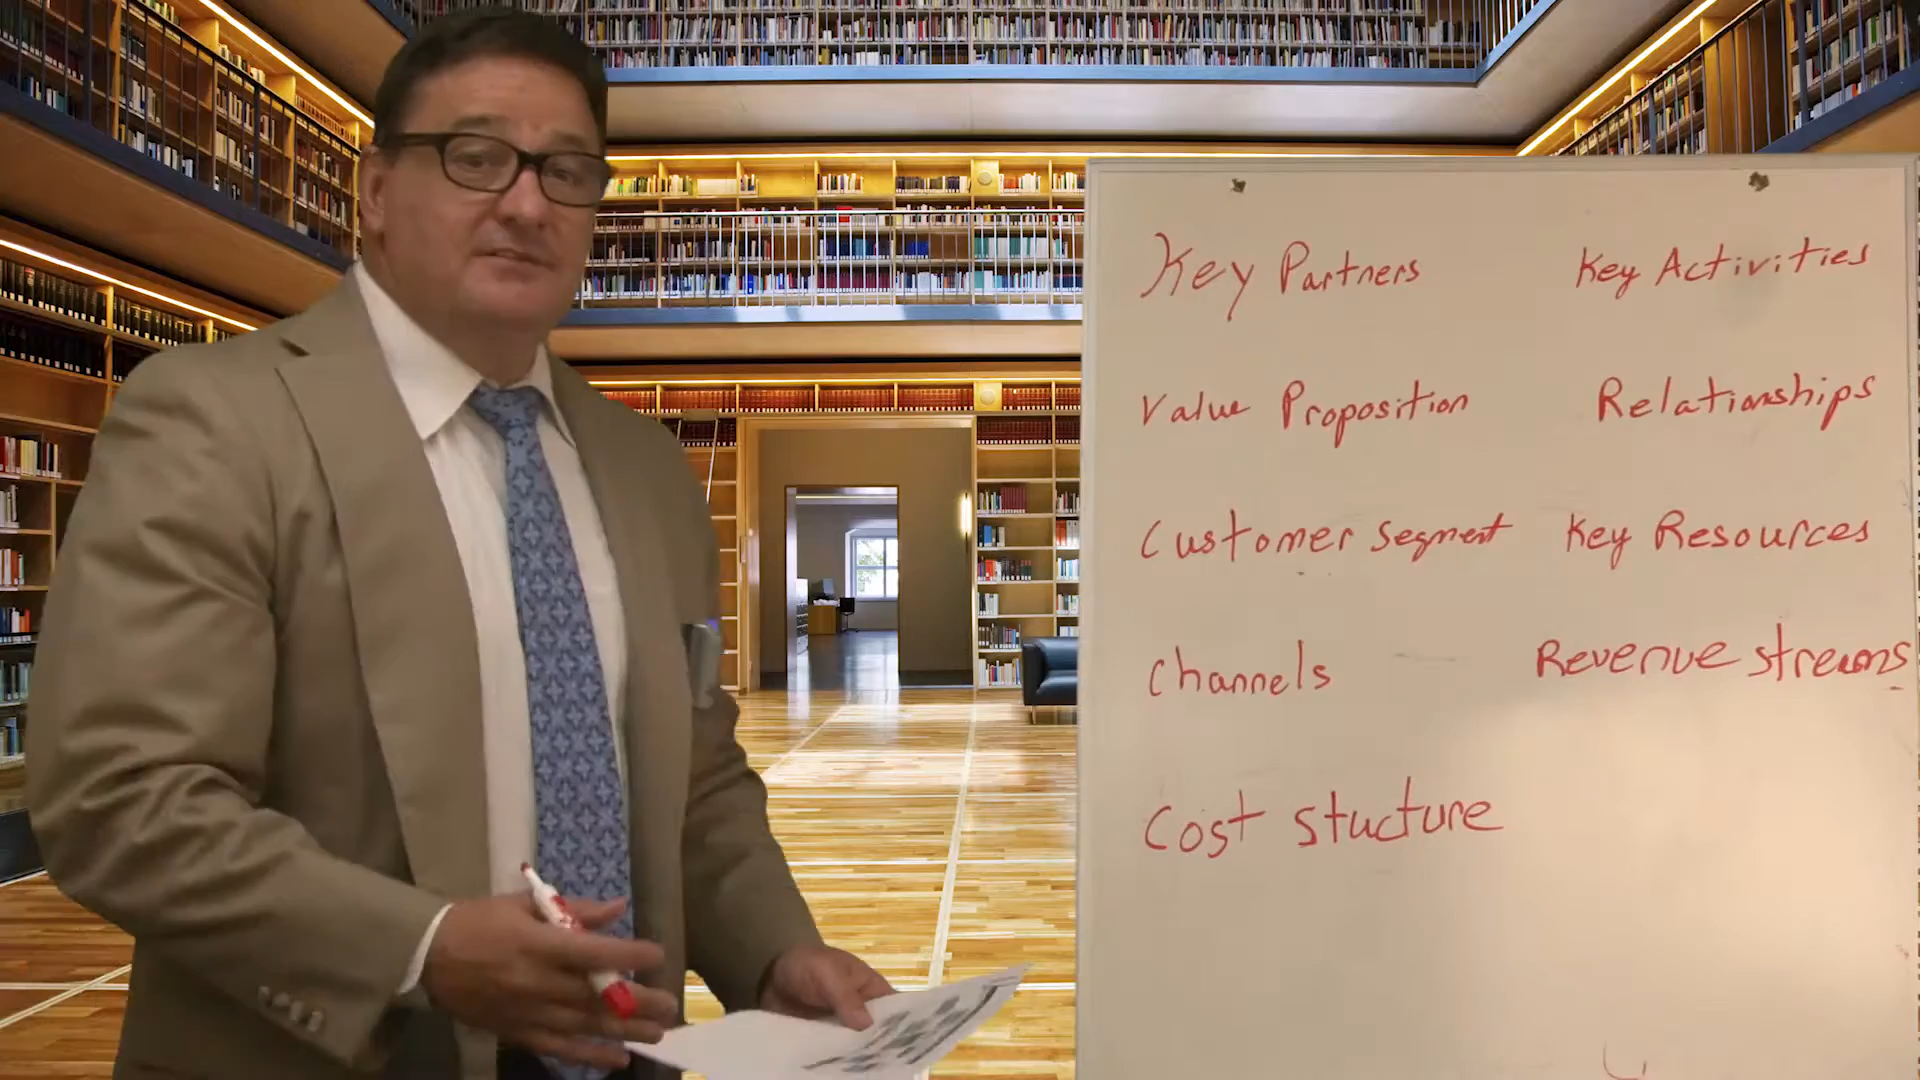 Key Partners
Key Activities
Value Proposition
Relationships
Customer Segment
Key Resources
Channels
Revenue streams
Cost stucture